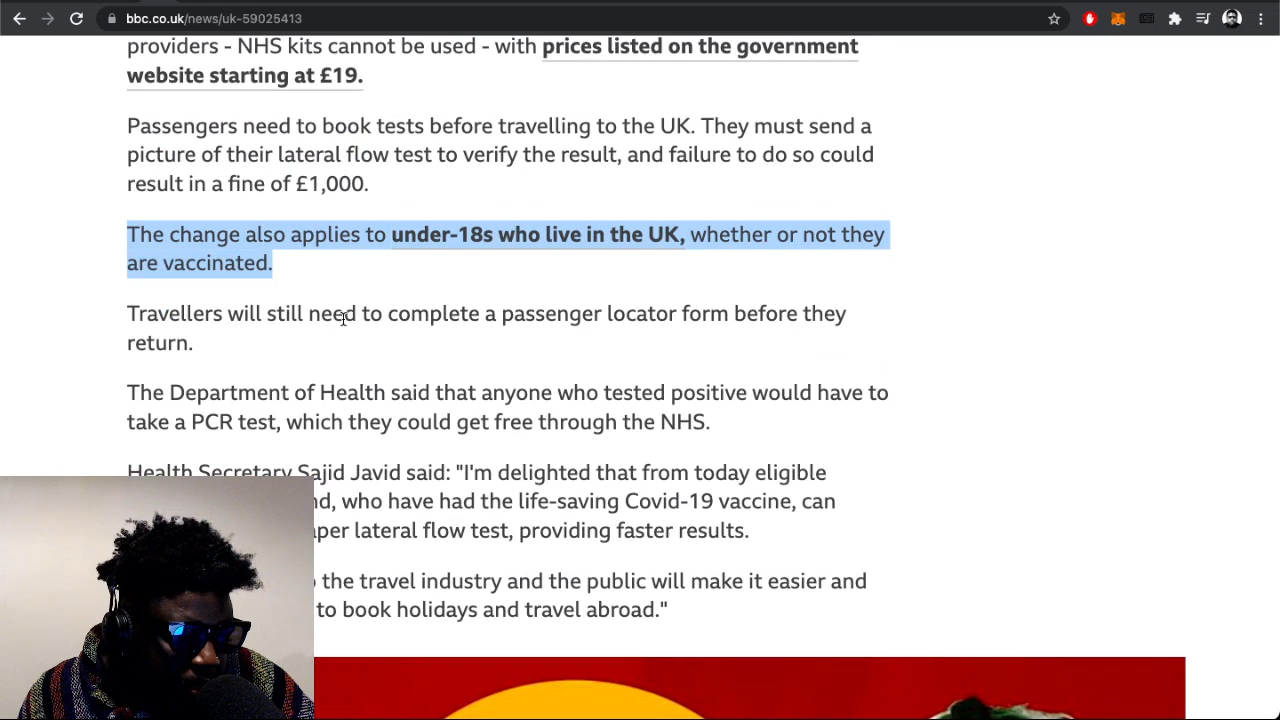 bbc.co.uk/news/uk-59025413
providers - NHS kits cannot be used - with prices listed on the government
website starting at £19.
Passengers need to book tests before travelling to the UK. They must send a
picture of their lateral flow test to verify the result, and failure to do so could
result in a fine of £1,000.
The change also applies to under-18s who live in the UK, whether or not they
are vaccinated.
Travellers will still need to complete a passenger locator form before they
return.
The Department of Health said that anyone who tested positive would have to
take a PCR test, which they could get free through the NHS.
Health Secretary Sajid Javid said: "I'm delighted that from today eligible
who have had the life-saving Covid-19 vaccine, can
lateral flow test, providing faster results.
the travel industry and the public will make it easier and
to book holidays and travel abroad."